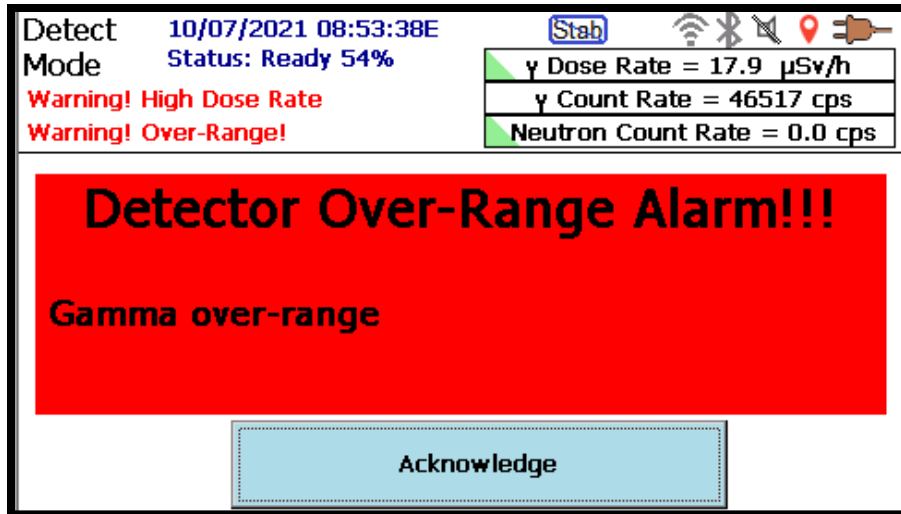 Detect 10/07/2021 08:53:38E Stab
Mode Status: Ready 54%
γ Dose Rate = 17.9 µSv/h
Warning! High Dose Rate
γ Count Rate = 46517 cps
Warning! Over-Range!
Neutron Count Rate = 0.0 cps
Detector Over-Range Alarm!!!
Gamma over-range
Acknowledge